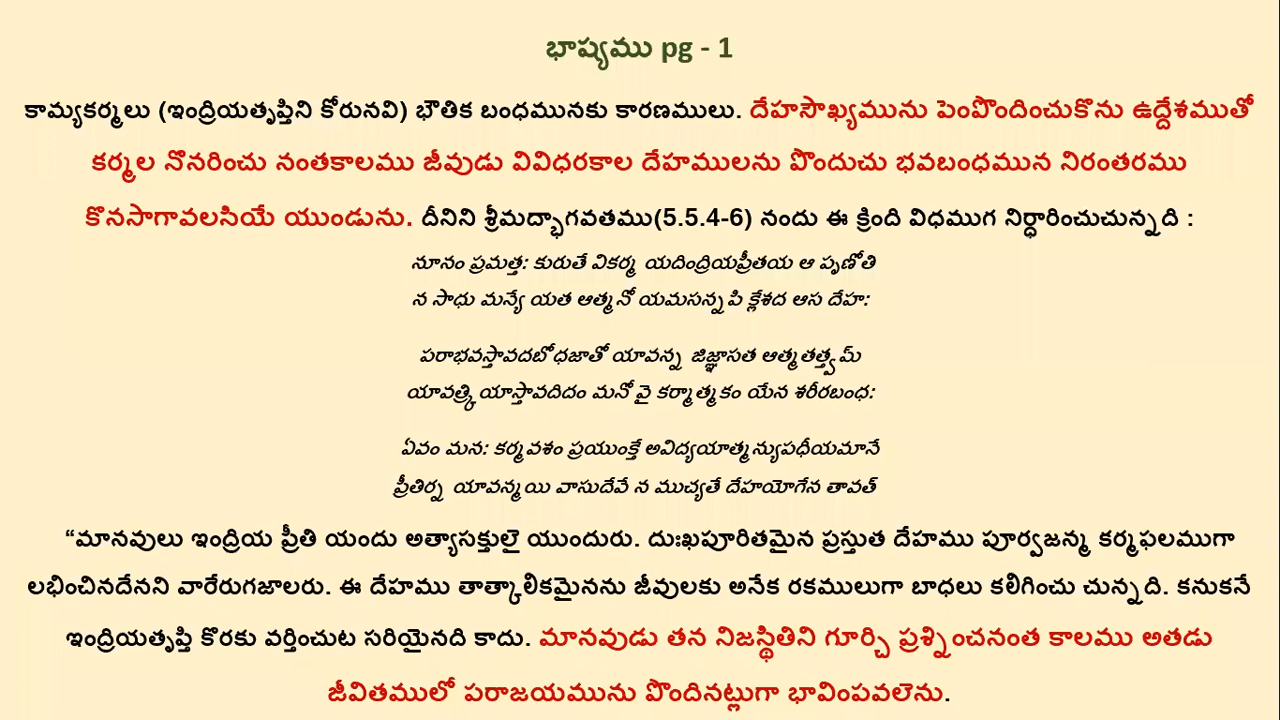 భాష్యము pg - 1
కామ్యకర్మలు (ఇంద్రియతృప్తిని కోరునవి) భౌతిక బంధమునకు కారణములు. దేహసౌఖ్యమును పెంపొందించుకొను ఉద్దేశముతో
కర్మల నొనరించు నంతకాలము జీవుడు వివిధరకాల దేహములను పొందుచు భవబంధమున నిరంతరము
కొనసాగావలసియే యుండును. దీనిని శ్రీమద్భాగవతము(5.5.4-6) నందు ఈ క్రింది విధముగ నిర్ధారించుచున్నది :
నూనం ప్రమత్త: కురుతే వికర్మ యదింద్రియప్రీతయ ఆ పృణోతి
న సాధు మన్యే యత ఆత్మనో యమసన్నపి క్లేశద ఆస దేహ:
పరాభవస్తావదబోధజాతో యావన్న జిజ్ఞాసత ఆత్మతత్త్వమ్
యావత్క్రియాస్తావదిదం మనో వై కర్మాత్మకం యేన శరీరబంధ:
ఏవం మన: కర్మవశం ప్రయుంక్తే అవిద్యయాత్మన్యుపధీయమానే
ప్రీతిర్న యావన్మయి వాసుదేవే న ముచ్యతే దేహయోగేన తావత్
“మానవులు ఇంద్రియ ప్రీతి యందు అత్యాసక్తులై యుందురు. దుఃఖపూరితమైన ప్రస్తుత దేహము పూర్వజన్మ కర్మఫలముగా
లభించినదేనని వారేరుగజాలరు. ఈ దేహము తాత్కాలికమైనను జీవులకు అనేక రకములుగా బాధలు కలిగించు చున్నది. కనుకనే
ఇంద్రియతృప్తి కొరకు వర్తించుట సరియైనది కాదు. మానవుడు తన నిజస్థితిని గూర్చి ప్రశ్నించనంత కాలము అతడు
జీవితములో పరాజయమును పొందినట్లుగా భావింపవలెను.